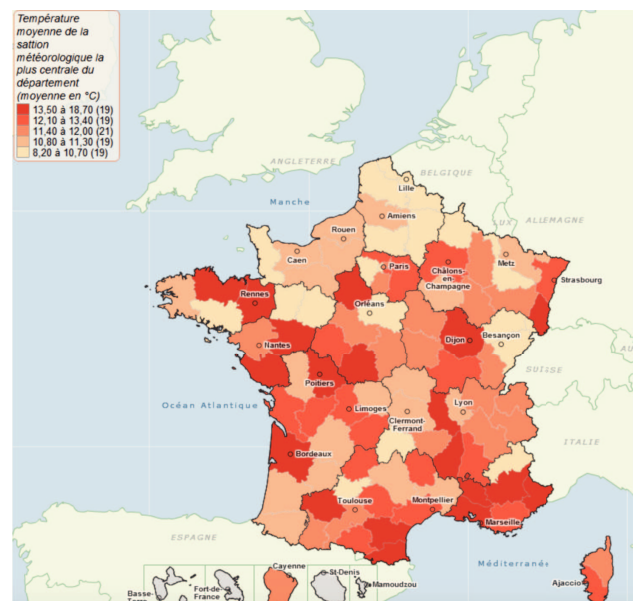 Température
moyenne de la
sattion
météorologique la
plus centrale du
département
(moyenne en °C)
13,50 à 18,70 (19)
12,10 à 13,40 (19)
11,40 à 12,00 (21)
10,80 à 11,30 (19)
8,20 à 10,70 (19)
ANGLETERRE
BELGIQUE
Lille
Manche
Amiens
LUX
ALLEMAGNE
Rouen
Caen
Metz
Paris
Châlons-
en-
Champagne
Strasbourg
Rennes
Orléans
Dijon
Besançon
Nantes
AU
SUISSE
Poitiers
Océan Atlantique
Limoges
Lyon
Clermont-
Ferrand
ITALIE
Bordeaux
Toulouse
Montpellier
Marseille
ESPAGNE
Méditerranée
Cayenne
St-Denis
Ajaccio
Basse-
Terre
Fort-de-
France
Mamoudzou